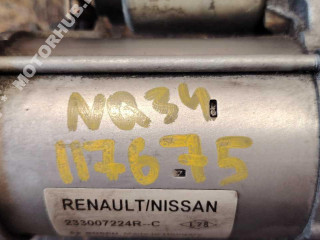 MOTORHUB.
NQ34
117675
RENAULT/NISSAN
233007224R-C